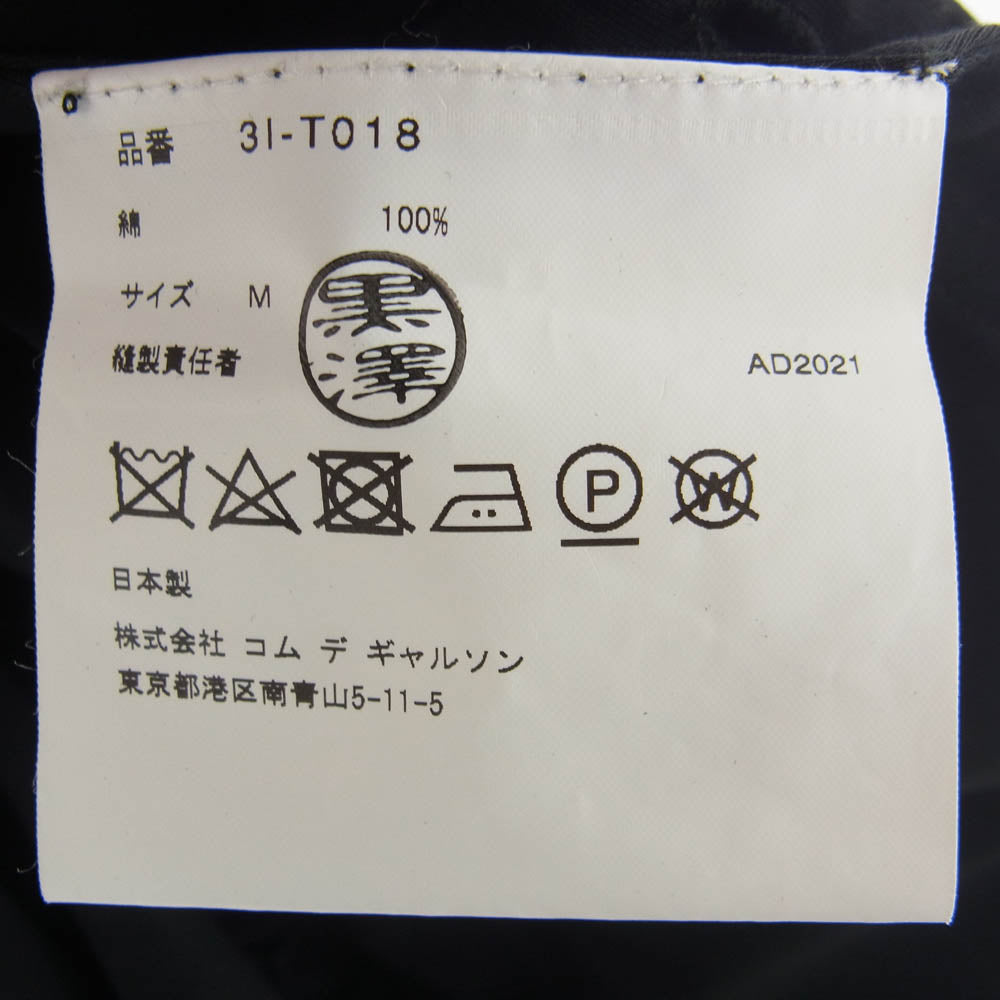 品番 3I-T018
綿 100%
サイズ M
黒澤
縫製責任者 AD2021
P W
日本製
株式会社 コム デ ギャルソン
東京都港区南青山5-11-5